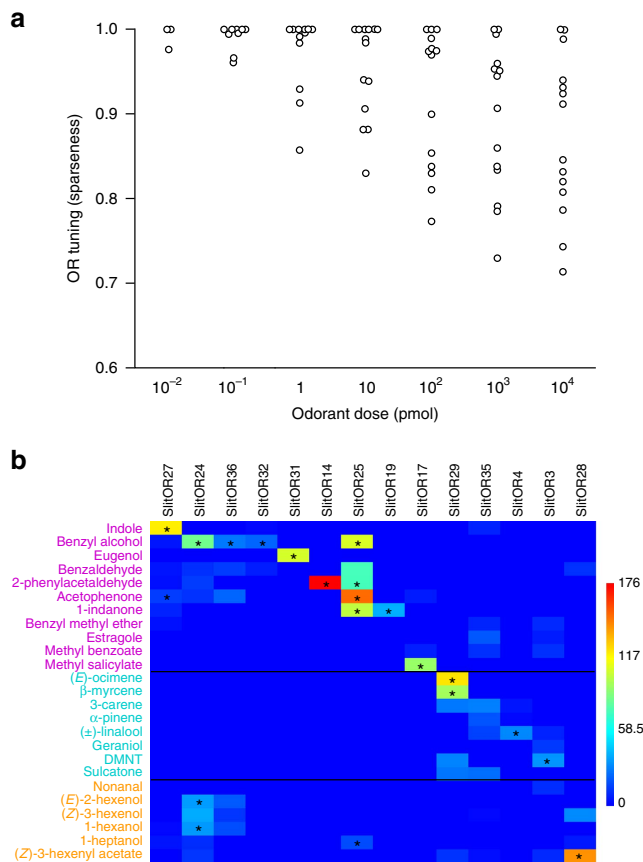 a
1.0
0.9
0.8
0.7
0.6
OR tuning (sparseness)
10⁻² 10⁻¹ 1 10 10² 10³ 10⁴
Odorant dose (pmol)
b
SlitOR27 SlitOR24 SlitOR36 SlitOR32 SlitOR31 SlitOR14 SlitOR25 SlitOR19 SlitOR17 SlitOR29 SlitOR35 SlitOR4 SlitOR3 SlitOR28
Indole *
Benzyl alcohol * * * *
Eugenol *
Benzaldehyde
2-phenylacetaldehyde * *
Acetophenone * *
1-indanone * *
Benzyl methyl ether
Estragole
Methyl benzoate
Methyl salicylate *
(E)-ocimene *
β-myrcene *
3-carene
α-pinene
(±)-linalool *
Geraniol
DMNT *
Sulcatone
Nonanal
(E)-2-hexenol *
(Z)-3-hexenol
1-hexanol *
1-heptanol *
(Z)-3-hexenyl acetate *
176
117
58.5
0